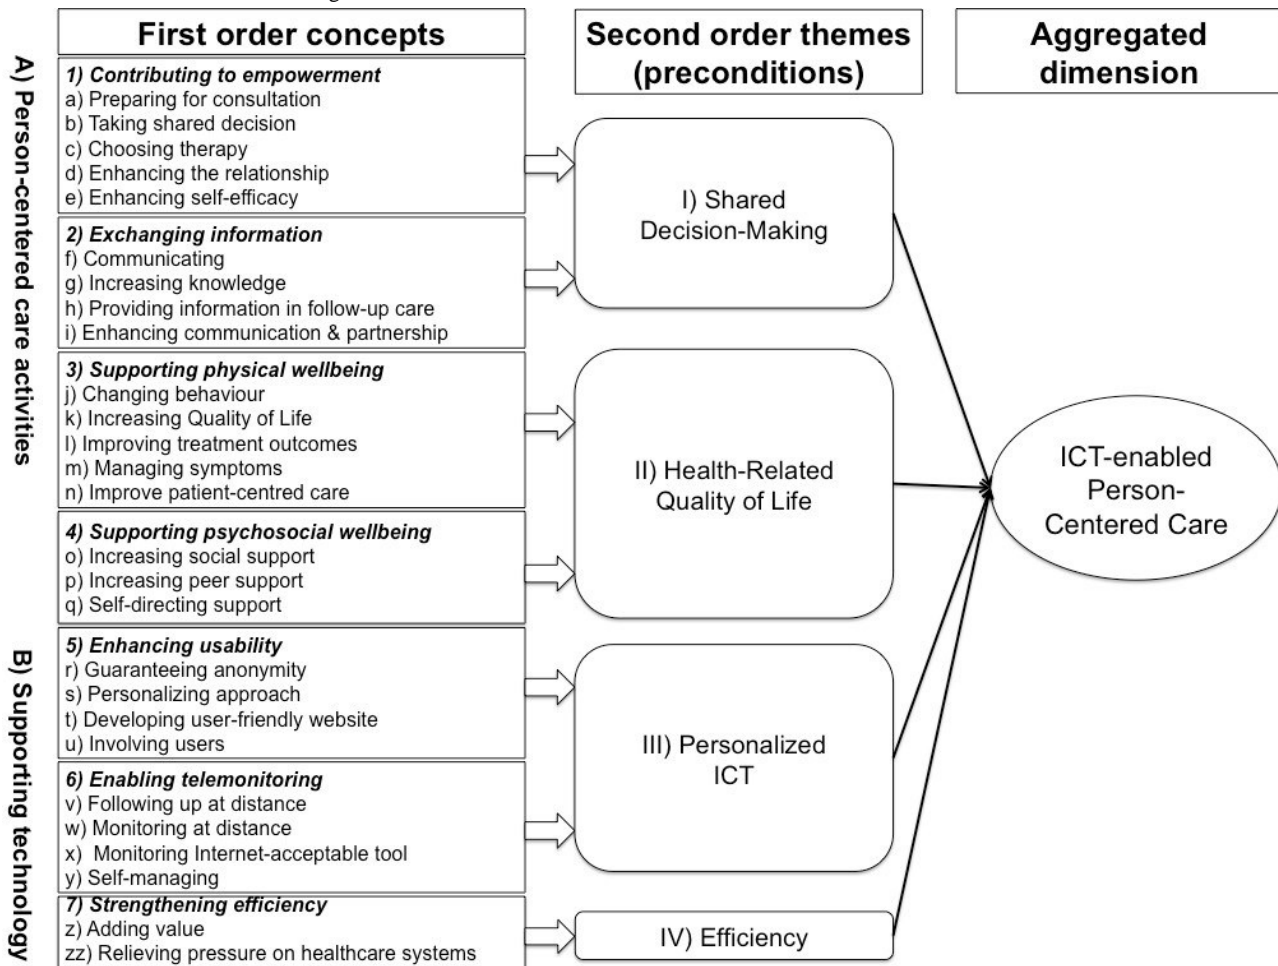 First order concepts
Second order themes
(preconditions)
Aggregated
dimension
A) Person-centered care activities
1) Contributing to empowerment
a) Preparing for consultation
b) Taking shared decision
c) Choosing therapy
d) Enhancing the relationship
e) Enhancing self-efficacy
2) Exchanging information
f) Communicating
g) Increasing knowledge
h) Providing information in follow-up care
i) Enhancing communication & partnership
3) Supporting physical wellbeing
j) Changing behaviour
k) Increasing Quality of Life
l) Improving treatment outcomes
m) Managing symptoms
n) Improve patient-centred care
4) Supporting psychosocial wellbeing
o) Increasing social support
p) Increasing peer support
q) Self-directing support
B) Supporting technology
5) Enhancing usability
r) Guaranteeing anonymity
s) Personalizing approach
t) Developing user-friendly website
u) Involving users
6) Enabling telemonitoring
v) Following up at distance
w) Monitoring at distance
x) Monitoring Internet-acceptable tool
y) Self-managing
7) Strengthening efficiency
z) Adding value
zz) Relieving pressure on healthcare systems
I) Shared
Decision-Making
II) Health-Related
Quality of Life
III) Personalized
ICT
IV) Efficiency
ICT-enabled
Person-
Centered Care